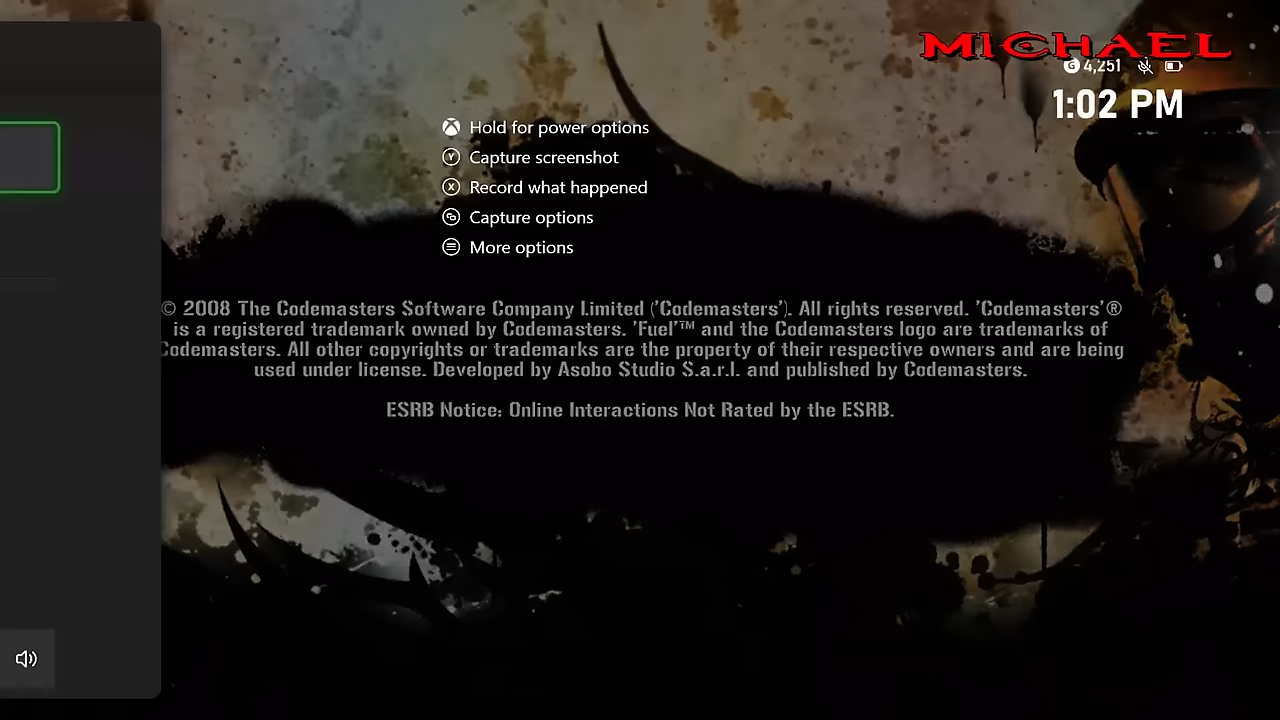 MICHAEL
G 4,251
1:02 PM
Hold for power options
Y Capture screenshot
X Record what happened
Capture options
More options
© 2008 The Codemasters Software Company Limited ('Codemasters'). All rights reserved. 'Codemasters'®
is a registered trademark owned by Codemasters. 'Fuel'™ and the Codemasters logo are trademarks of
Codemasters. All other copyrights or trademarks are the property of their respective owners and are being
used under license. Developed by Asobo Studio S.a.r.l. and published by Codemasters.
ESRB Notice: Online Interactions Not Rated by the ESRB.